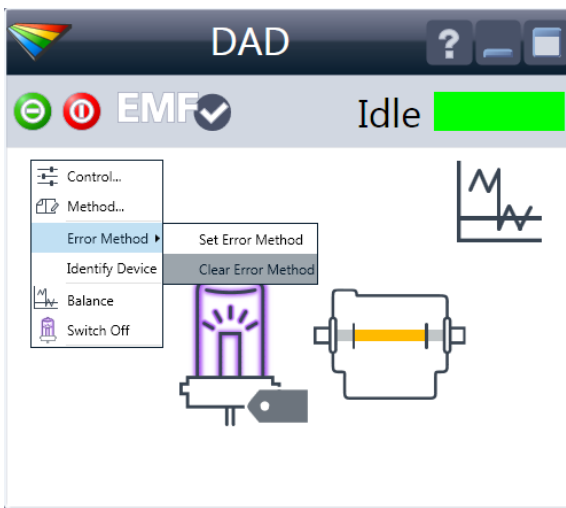 DAD
?
EMF
Idle
Control...
Method...
Error Method
Set Error Method
Identify Device
Clear Error Method
Balance
Switch Off